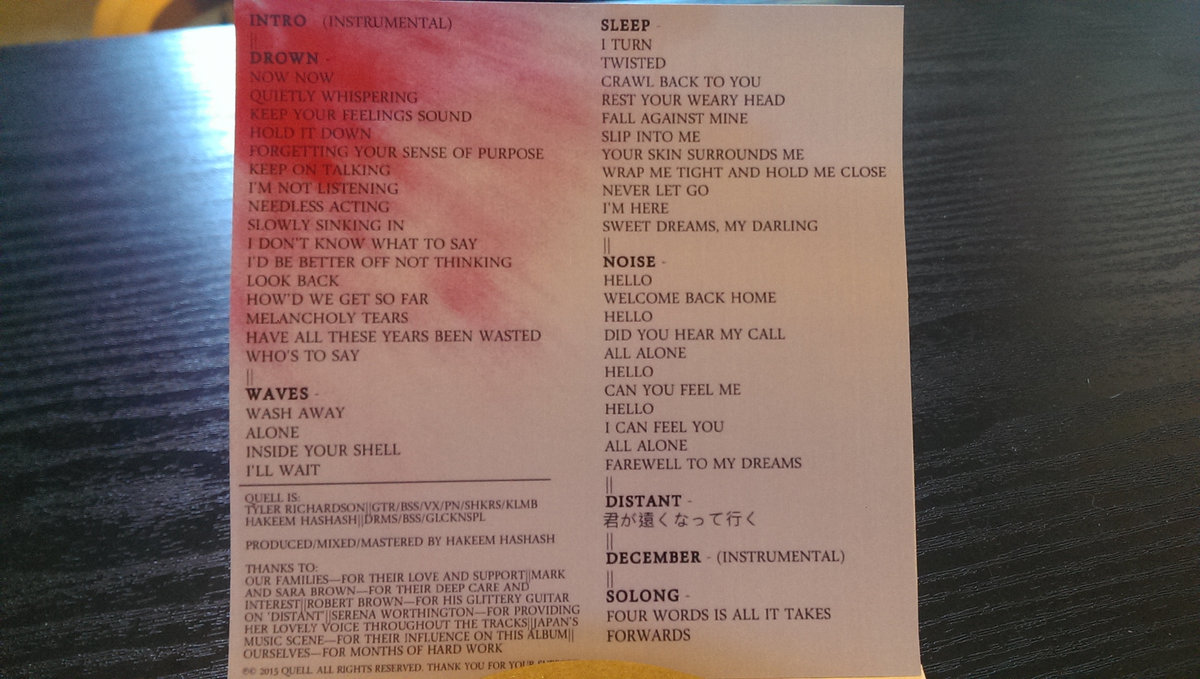 INTRO (INSTRUMENTAL)
||
DROWN -
NOW NOW
QUIETLY WHISPERING
KEEP YOUR FEELINGS SOUND
HOLD IT DOWN
FORGETTING YOUR SENSE OF PURPOSE
KEEP ON TALKING
I'M NOT LISTENING
NEEDLESS ACTING
SLOWLY SINKING IN
I DON'T KNOW WHAT TO SAY
I'D BE BETTER OFF NOT THINKING
LOOK BACK
HOW'D WE GET SO FAR
MELANCHOLY TEARS
HAVE ALL THESE YEARS BEEN WASTED
WHO'S TO SAY
||
WAVES -
WASH AWAY
ALONE
INSIDE YOUR SHELL
I'LL WAIT
QUELL IS:
TYLER RICHARDSON||GTR/BSS/VX/PN/SHKRS/KLMB
HAKEEM HASHASH||DRMS/BSS/GLCKNSPL
PRODUCED/MIXED/MASTERED BY HAKEEM HASHASH
THANKS TO:
OUR FAMILIES—FOR THEIR LOVE AND SUPPORT||MARK
AND SARA BROWN—FOR THEIR DEEP CARE AND
INTEREST||ROBERT BROWN—FOR HIS GLITTERY GUITAR
ON 'DISTANT'||SERENA WORTHINGTON—FOR PROVIDING
HER LOVELY VOICE THROUGHOUT THE TRACKS||JAPAN'S
MUSIC SCENE—FOR THEIR INFLUENCE ON THIS ALBUM||
OURSELVES—FOR MONTHS OF HARD WORK
℗© 2015 QUELL. ALL RIGHTS RESERVED. THANK YOU FOR YOUR
SLEEP -
I TURN
TWISTED
CRAWL BACK TO YOU
REST YOUR WEARY HEAD
FALL AGAINST MINE
SLIP INTO ME
YOUR SKIN SURROUNDS ME
WRAP ME TIGHT AND HOLD ME CLOSE
NEVER LET GO
I'M HERE
SWEET DREAMS, MY DARLING
||
NOISE -
HELLO
WELCOME BACK HOME
HELLO
DID YOU HEAR MY CALL
ALL ALONE
HELLO
CAN YOU FEEL ME
HELLO
I CAN FEEL YOU
ALL ALONE
FAREWELL TO MY DREAMS
||
DISTANT -
君が遠くなって行く
||
DECEMBER - (INSTRUMENTAL)
||
SOLONG -
FOUR WORDS IS ALL IT TAKES
FORWARDS